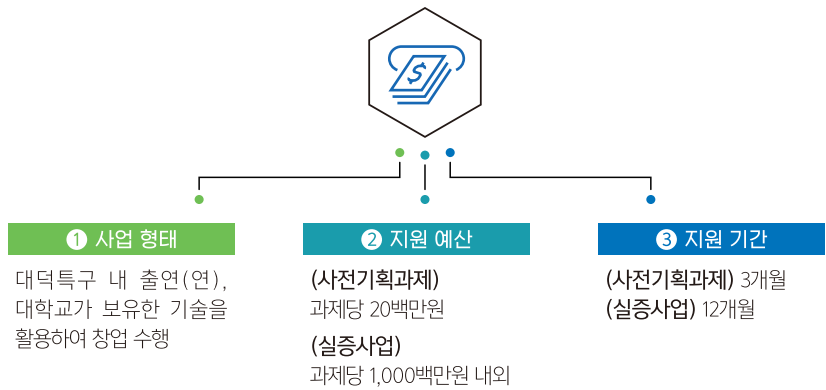 $
1 사업 형태
대덕특구 내 출연(연),
대학교가 보유한 기술을
활용하여 창업 수행
2 지원 예산
(사전기획과제)
과제당 20백만원
(실증사업)
과제당 1,000백만원 내외
3 지원 기간
(사전기획과제) 3개월
(실증사업) 12개월